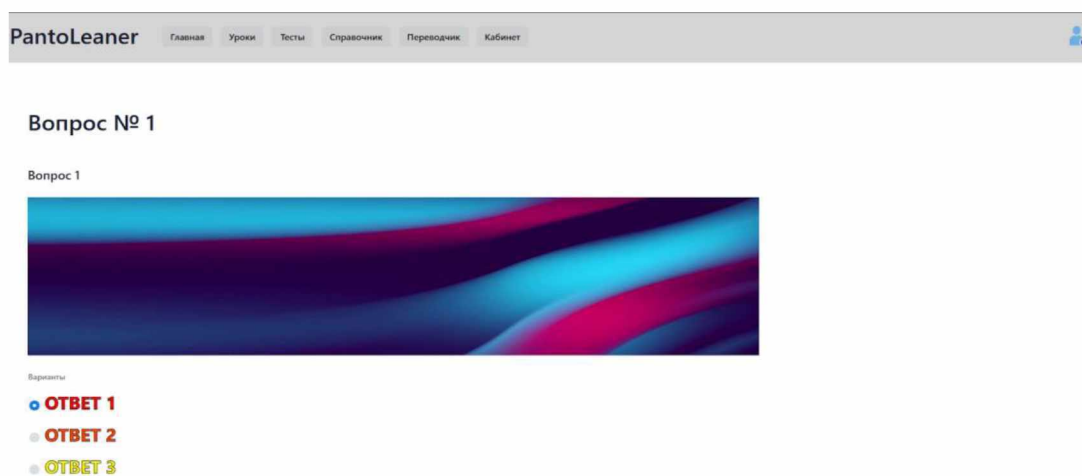 PantoLeaner Главная Уроки Тесты Справочник Переводчик Кабинет
Вопрос № 1
Вопрос 1
Варианты
ОТВЕТ 1
ОТВЕТ 2
ОТВЕТ 3